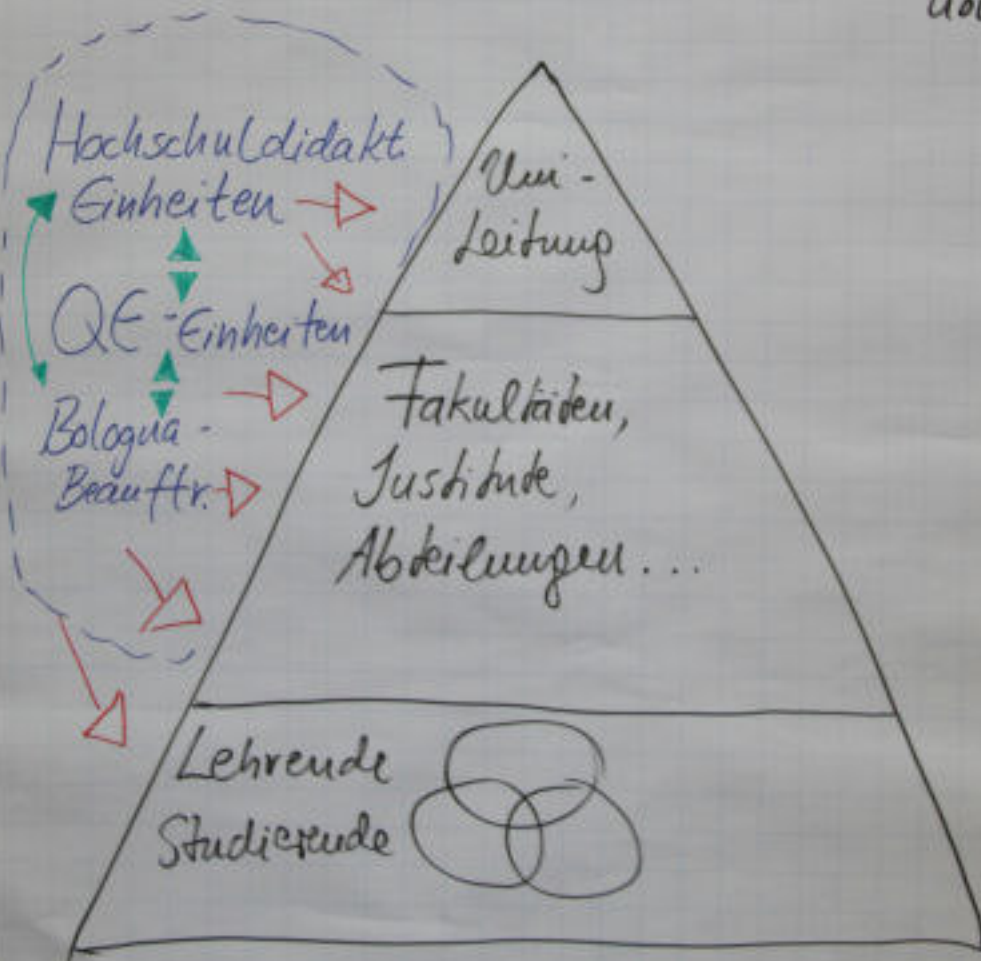 Hochschuldidakt.
Einheiten
QE-Einheiten
Bologna-
Beauftr.
Uni-
Leitung
Fakultäten,
Institute,
Abteilungen...
Lehrende
Studierende